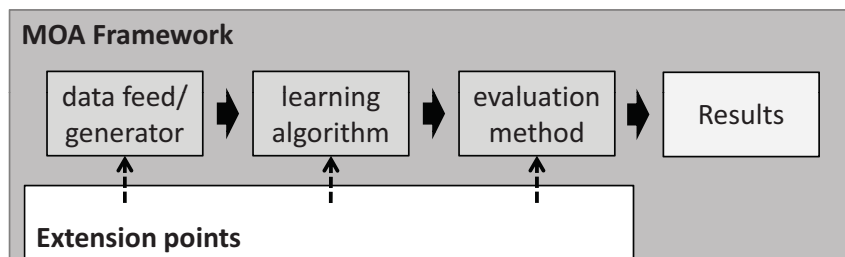 MOA Framework
data feed/
generator
learning
algorithm
evaluation
method
Results
Extension points